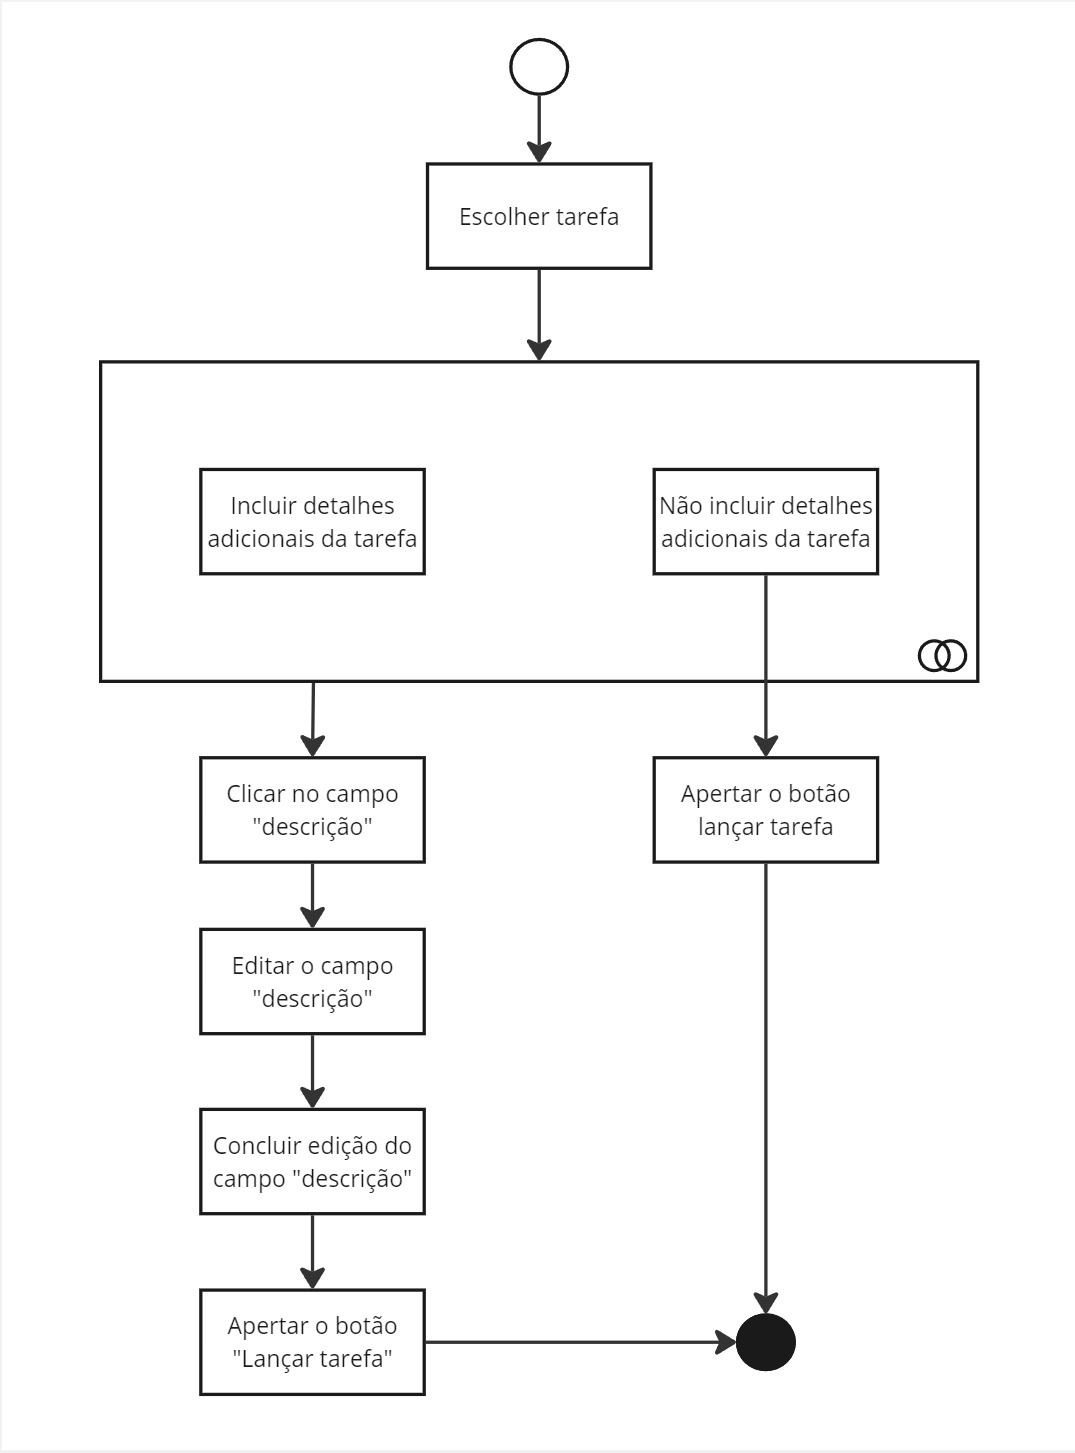 Escolher tarefa
Incluir detalhes
adicionais da tarefa
Não incluir detalhes
adicionais da tarefa
Clicar no campo
"descrição"
Apertar o botão
lançar tarefa
Editar o campo
"descrição"
Concluir edição do
campo "descrição"
Apertar o botão
"Lançar tarefa"